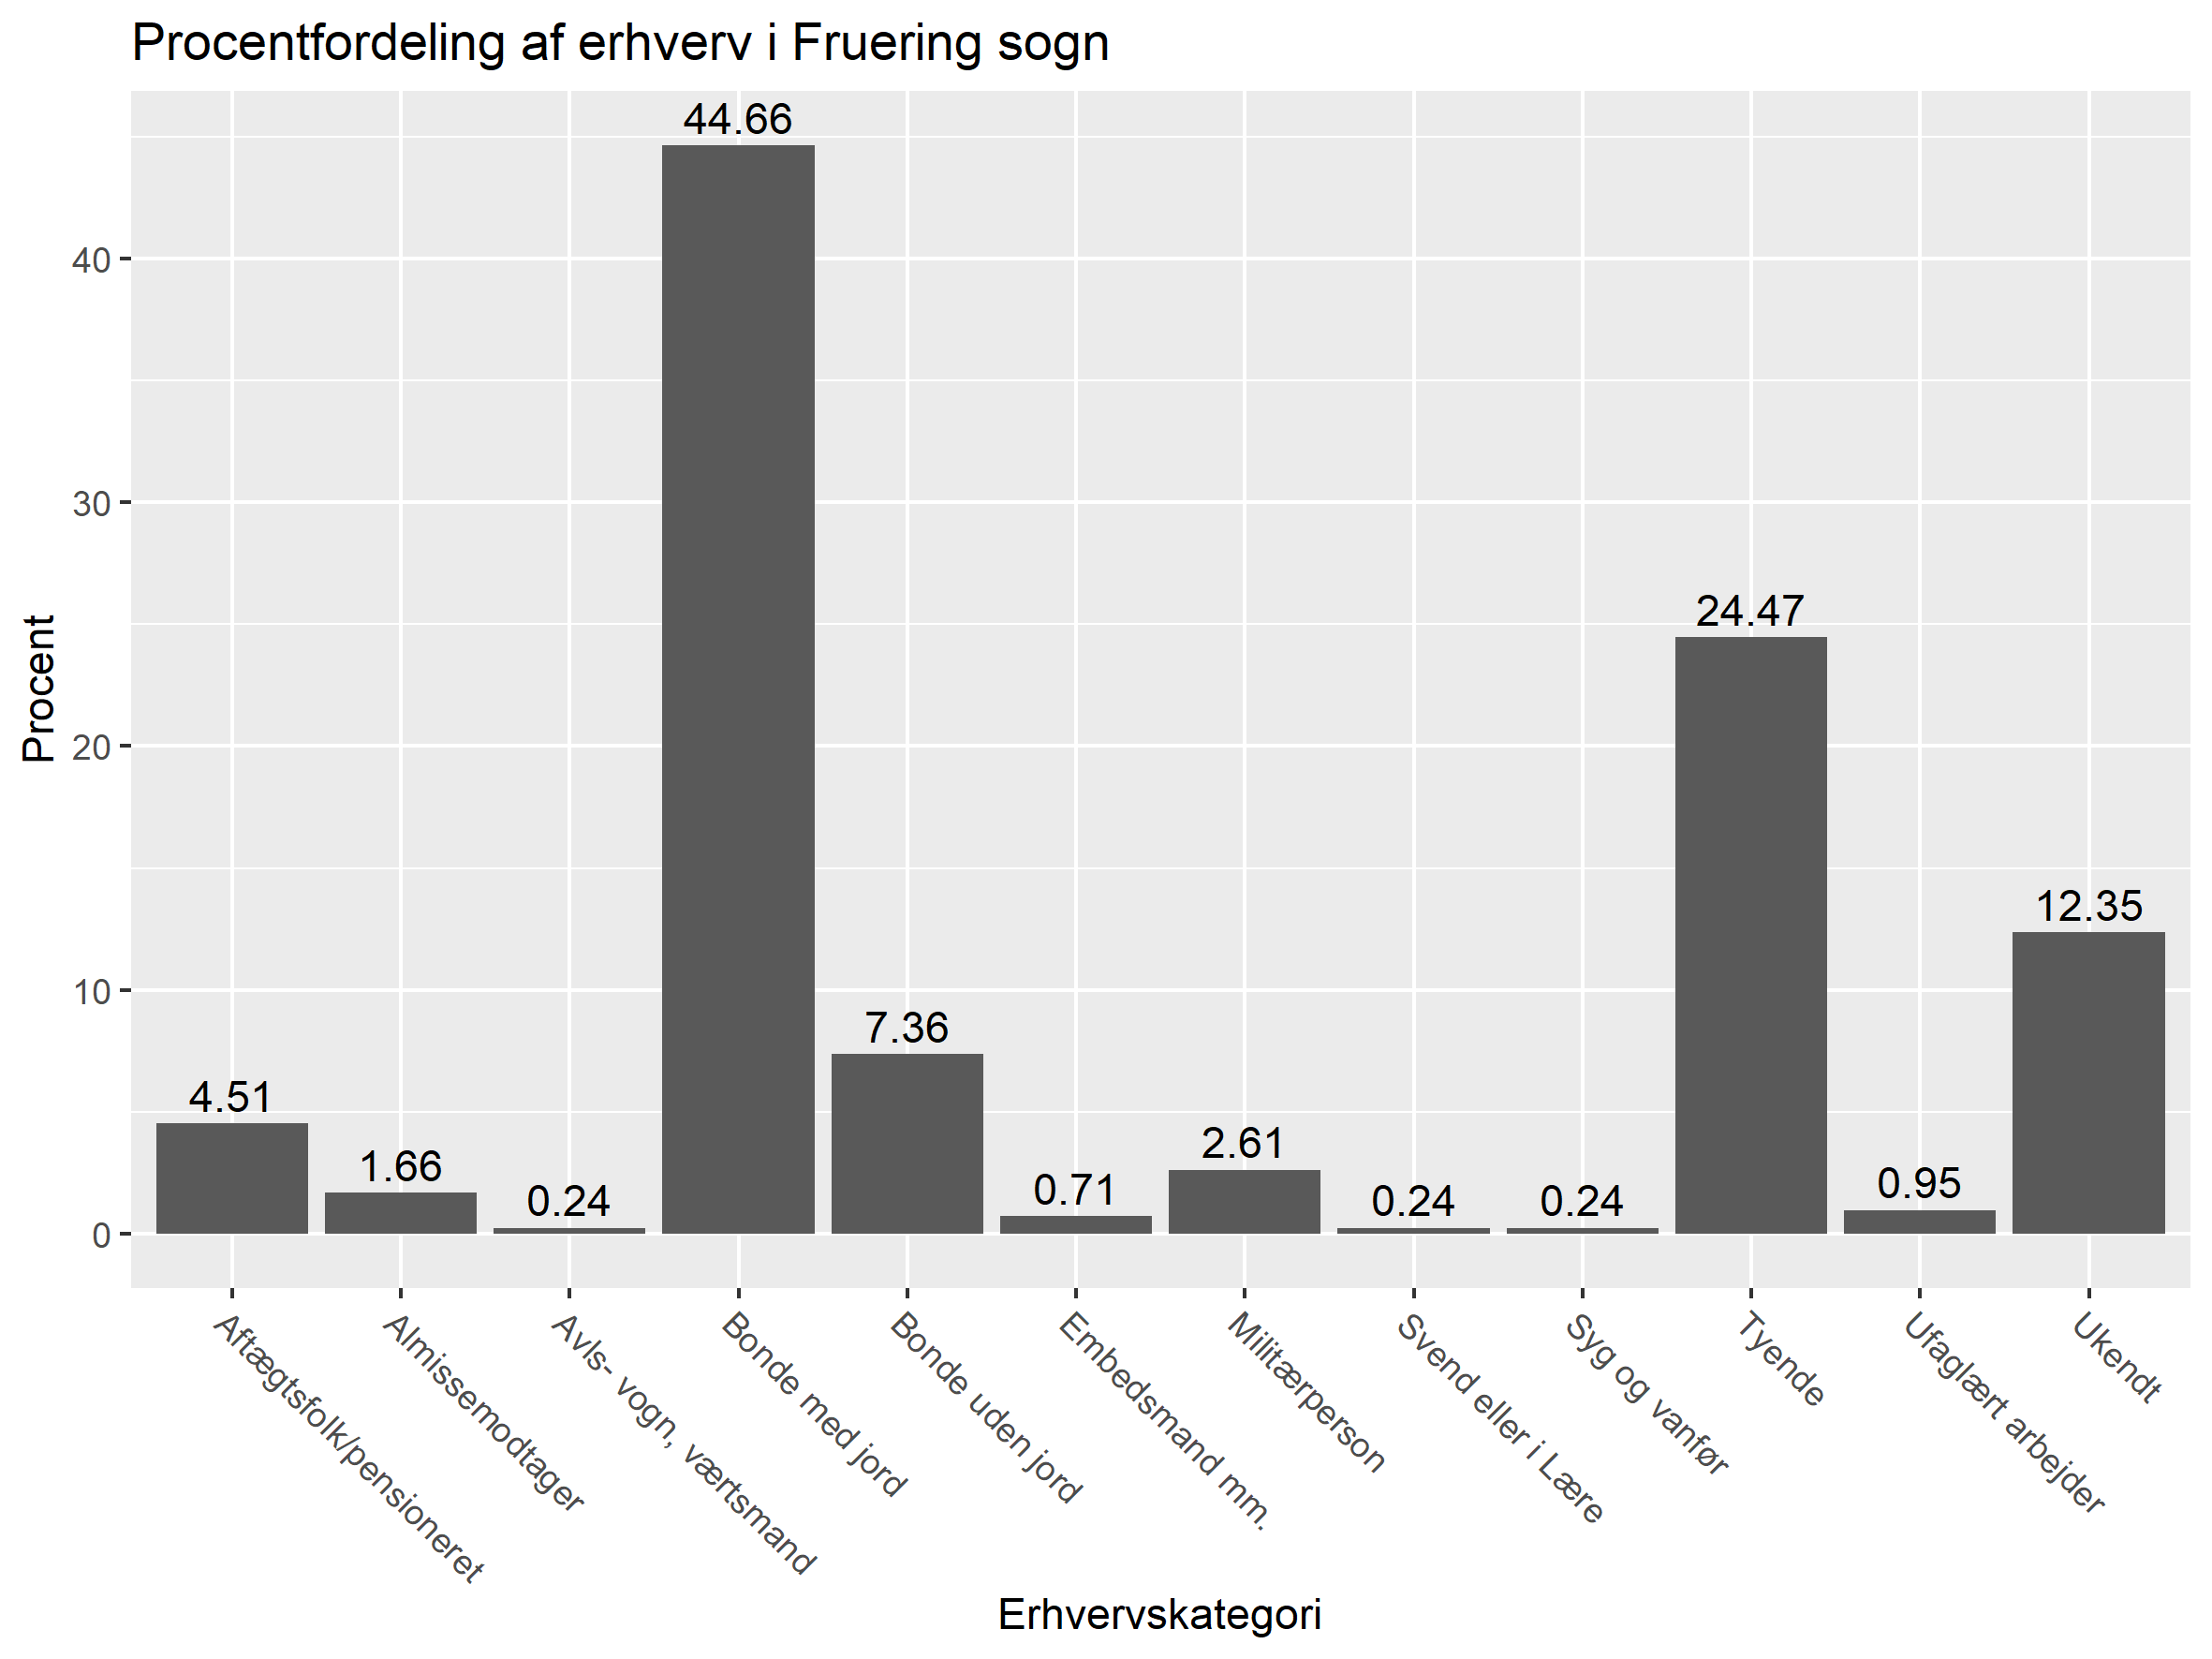 Procentfordeling af erhverv i Fruering sogn
Procent
40
30
20
10
0
4.51
1.66
0.24
44.66
7.36
0.71
2.61
0.24
0.24
24.47
0.95
12.35
Aftægtsfolk/pensioneret
Almissemodtager
Avls- vogn, værtsmand
Bonde med jord
Bonde uden jord
Embedsmand mm.
Militærperson
Svend eller i Lære
Syg og vanfør
Tyende
Ufaglært arbejder
Ukendt
Erhvervskategori